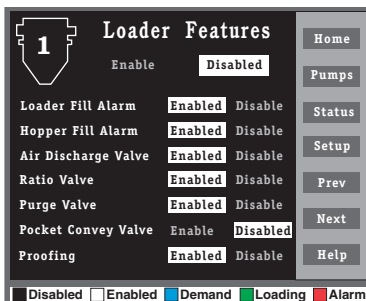 1 Loader Features
Enable Disabled
Loader Fill Alarm Enabled Disable
Hopper Fill Alarm Enabled Disable
Air Discharge Valve Enabled Disable
Ratio Valve Enabled Disable
Purge Valve Enabled Disable
Pocket Convey Valve Enable Disabled
Proofing Enabled Disable
Home
Pumps
Status
Setup
Prev
Next
Help
Disabled Enabled Demand Loading Alarm